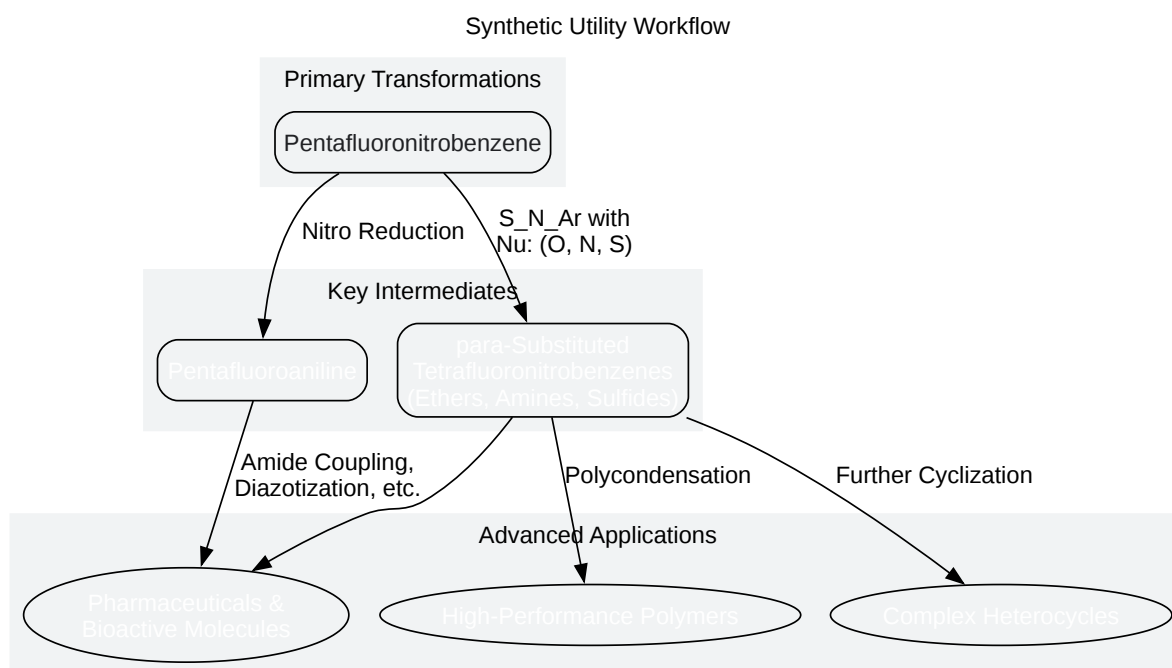 Synthetic Utility Workflow
Primary Transformations
Pentafluoronitrobenzene
Nitro Reduction
S_N_Ar with
Nu: (O, N, S)
Key Intermediates
Pentafluoroaniline
para-Substituted
Tetrafluoronitrobenzenes
(Ethers, Amines, Sulfides)
Amide Coupling,
Diazotization, etc.
Polycondensation
Further Cyclization
Advanced Applications
Pharmaceuticals &
Bioactive Molecules
High-Performance Polymers
Complex Heterocycles